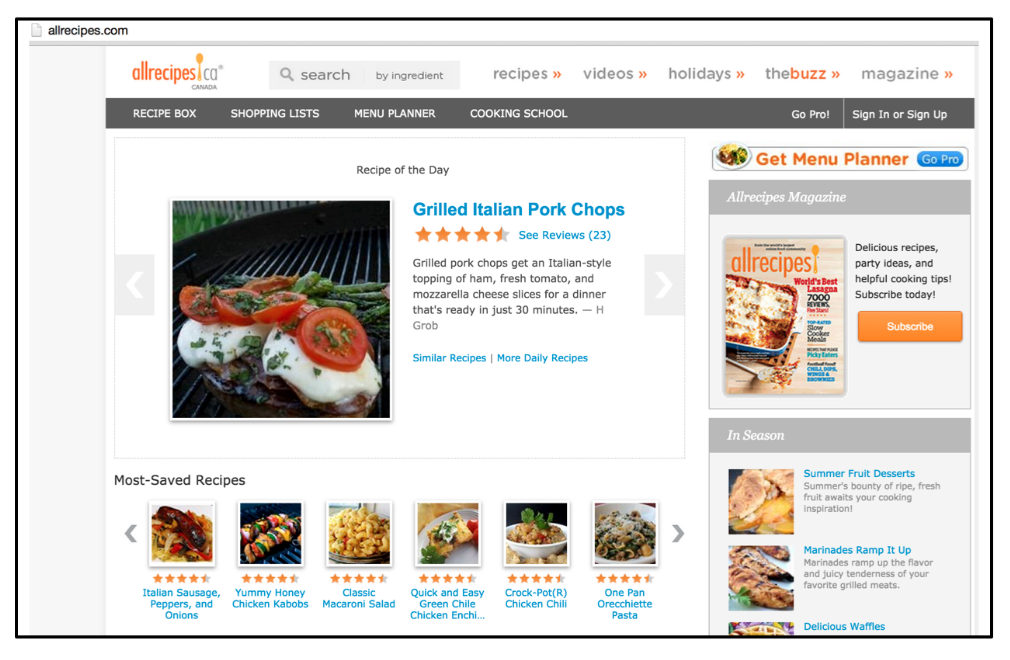 allrecipes.com
allrecipes ca®
CANADA
search
by ingredient
recipes »
videos »
holidays »
thebuzz »
magazine »
RECIPE BOX
SHOPPING LISTS
MENU PLANNER
COOKING SCHOOL
Go Pro!
Sign In or Sign Up
Recipe of the Day
Grilled Italian Pork Chops
See Reviews (23)
Grilled pork chops get an Italian-style
topping of ham, fresh tomato, and
mozzarella cheese slices for a dinner
that's ready in just 30 minutes. — H
Grob
Similar Recipes | More Daily Recipes
Most-Saved Recipes
Italian Sausage,
Peppers, and
Onions
Yummy Honey
Chicken Kabobs
Classic
Macaroni Salad
Quick and Easy
Green Chile
Chicken Enchi...
Crock-Pot(R)
Chicken Chili
One Pan
Orecchiette
Pasta
Get Menu Planner
Go Pro
Allrecipes Magazine
allrecipes
World's Best
Lasagna
7000
REVIEWS,
Five Stars!
TOP-RATED
Slow
Cooker
Meals
Picky Eaters
CHILI, DIPS,
WINGS &
BROWNIES
Delicious recipes,
party ideas, and
helpful cooking tips!
Subscribe today!
Subscribe
In Season
Summer Fruit Desserts
Summer's bounty of ripe, fresh
fruit awaits your cooking
inspiration!
Marinades Ramp It Up
Marinades ramp up the flavor
and juicy tenderness of your
favorite grilled meats.
Delicious Waffles